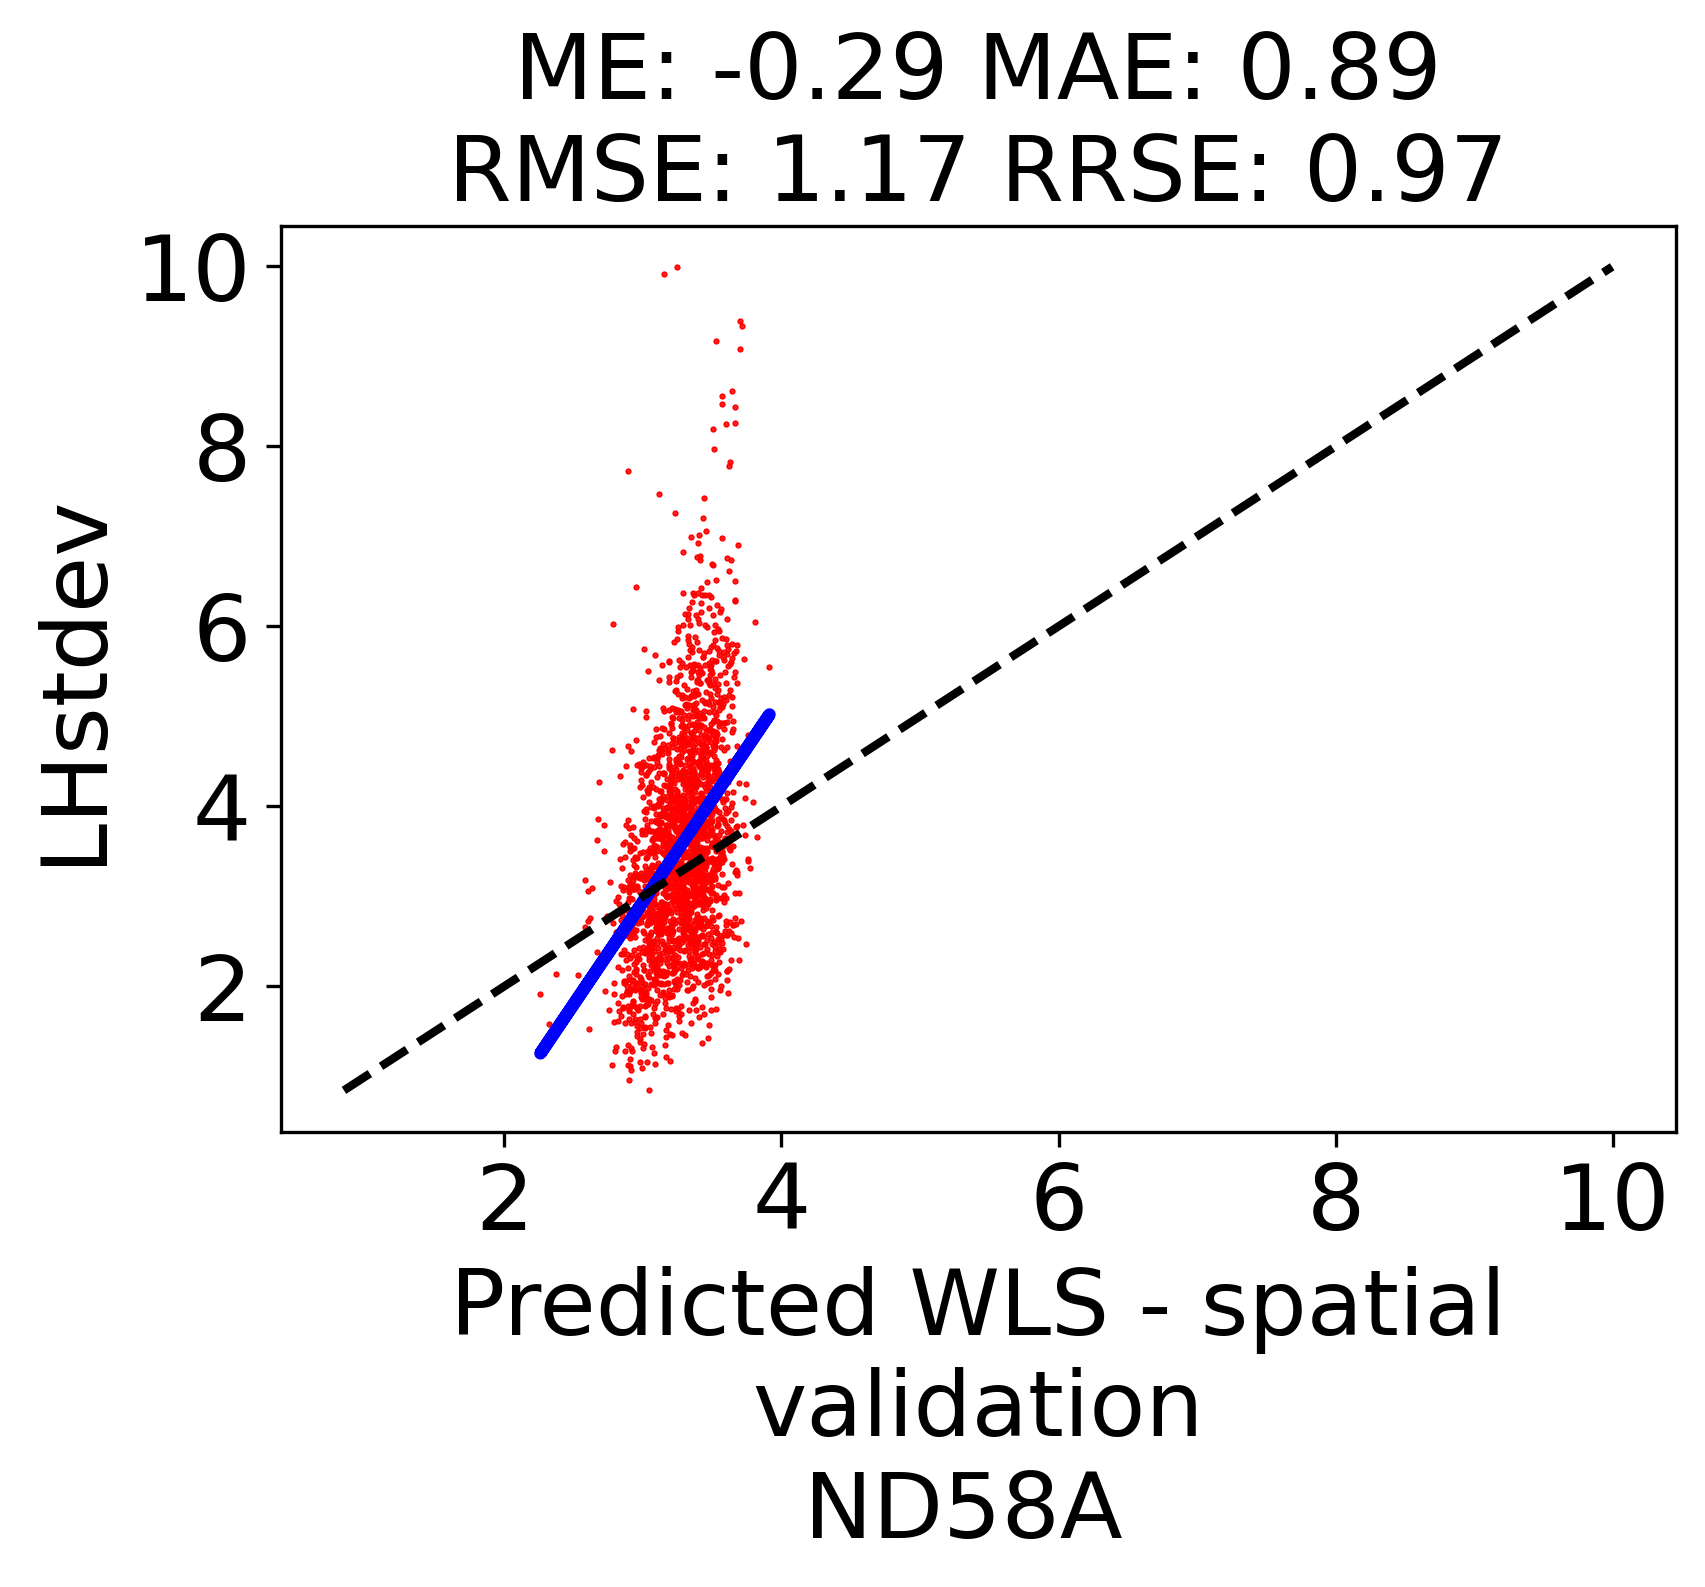 ME: -0.29 MAE: 0.89
RMSE: 1.17 RRSE: 0.97
10
8
6
4
2
LHstdev
2 4 6 8 10
Predicted WLS - spatial
validation
ND58A